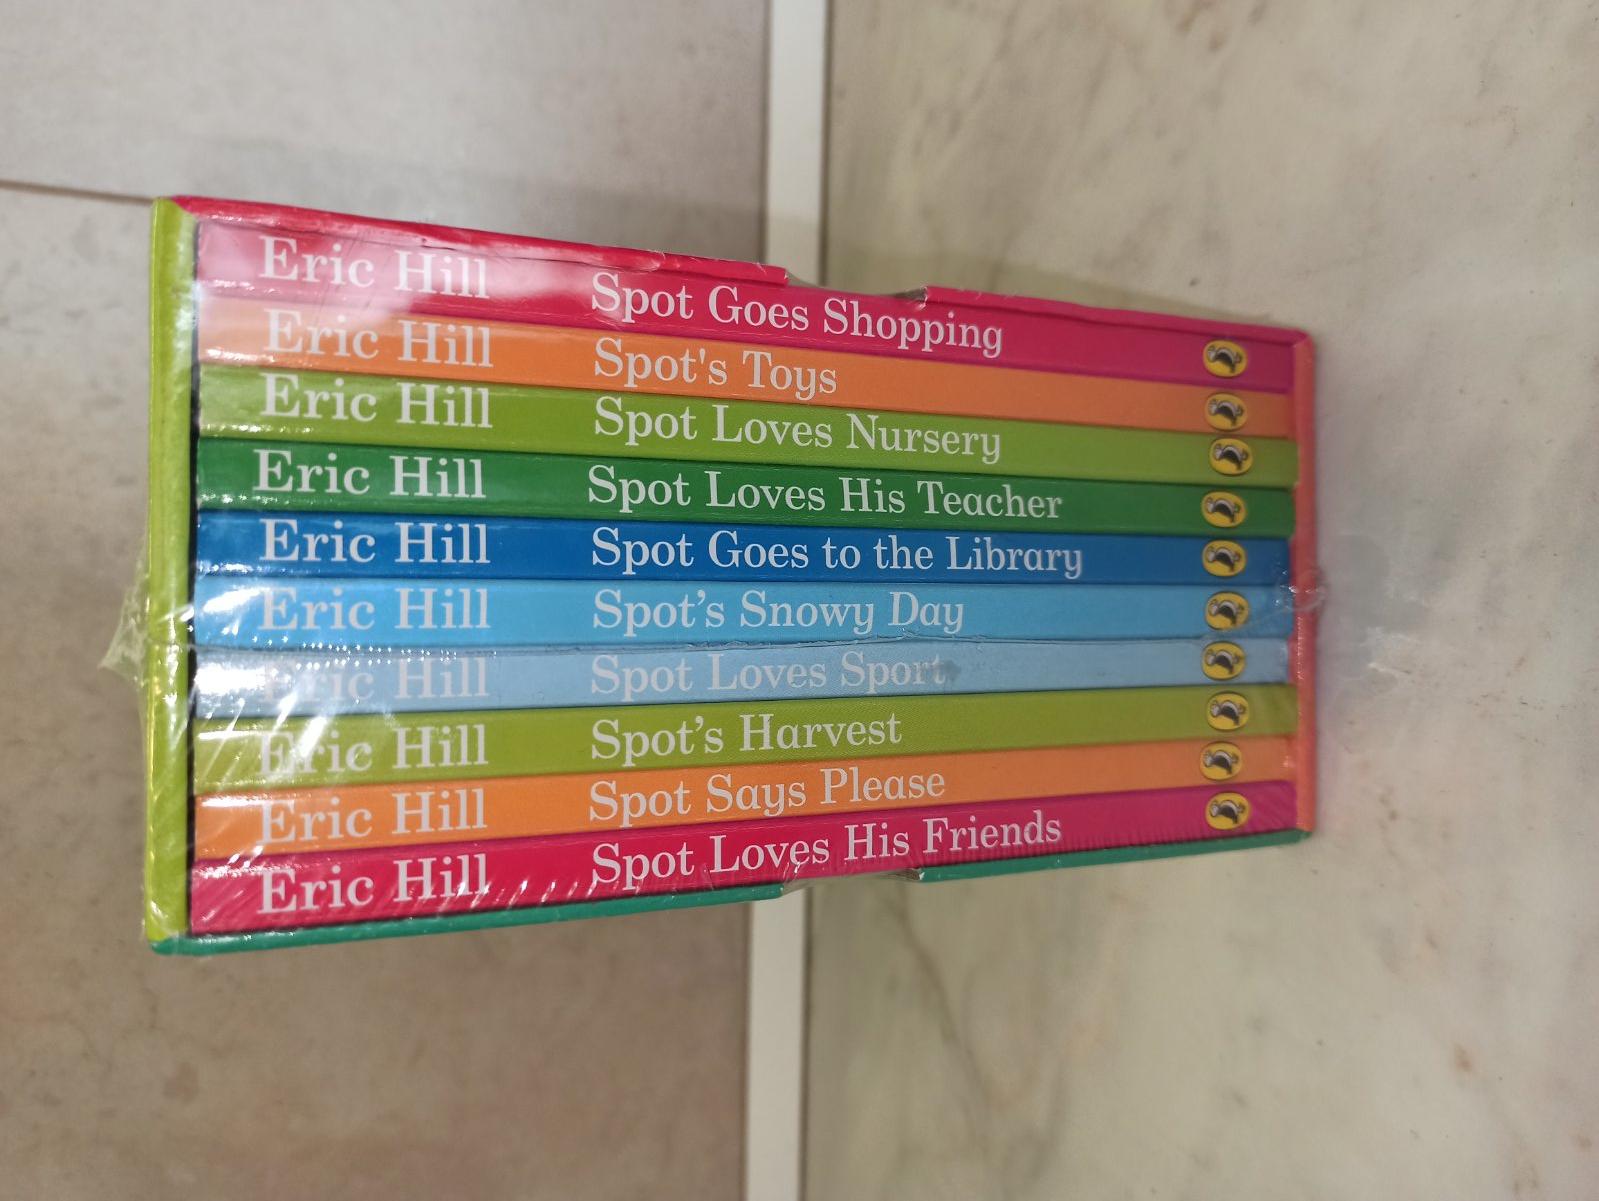 Eric Hill Spot Goes Shopping
Eric Hill Spot's Toys
Eric Hill Spot Loves Nursery
Eric Hill Spot Loves His Teacher
Eric Hill Spot Goes to the Library
Eric Hill Spot's Snowy Day
Eric Hill Spot Loves Sport
Eric Hill Spot's Harvest
Eric Hill Spot Says Please
Eric Hill Spot Loves His Friends